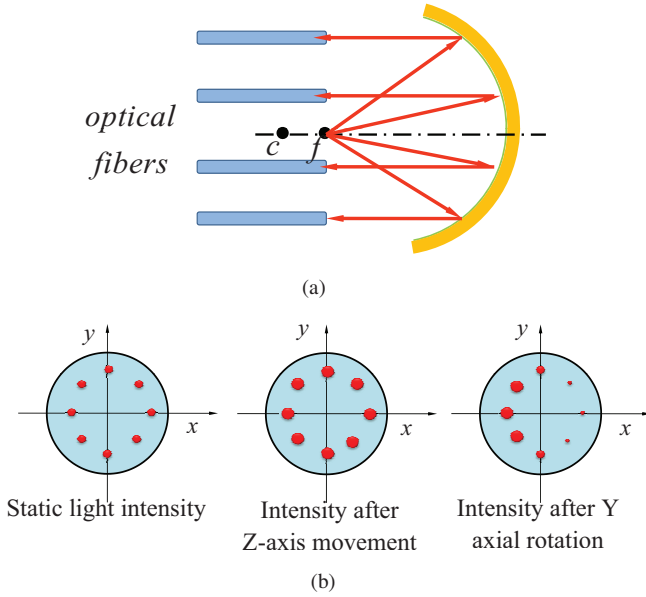 optical
fibers
c
f
(a)
y
x
y
x
y
x
Static light intensity
Intensity after
Z-axis movement
Intensity after Y
axial rotation
(b)